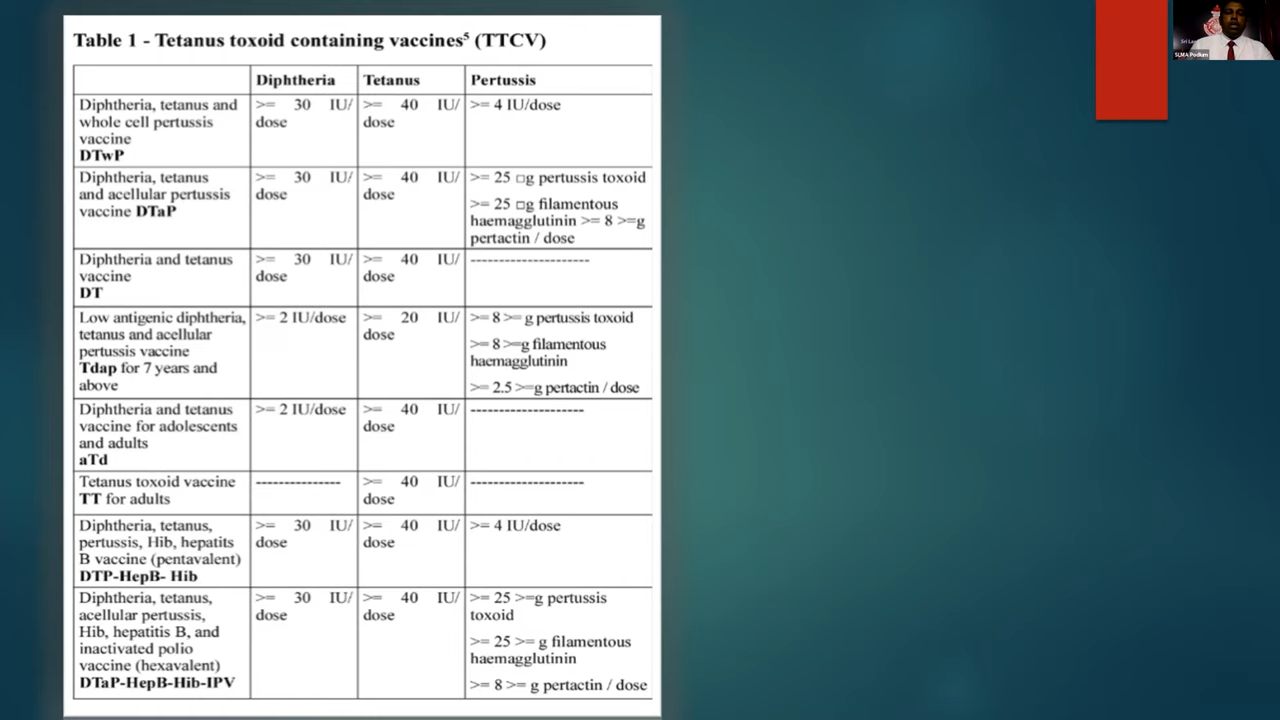 Table 1 - Tetanus toxoid containing vaccines⁵ (TTCV)
Diphtheria Tetanus Pertussis
Diphtheria, tetanus and
whole cell pertussis
vaccine
DTwP
>= 30 IU/
dose
>= 40 IU/
dose
>= 4 IU/dose
Diphtheria, tetanus
and acellular pertussis
vaccine DTaP
>= 30 IU/
dose
>= 40 IU/
dose
>= 25 □g pertussis toxoid
>= 25 □g filamentous
haemagglutinin >= 8 >=g
pertactin / dose
Diphtheria and tetanus
vaccine
DT
>= 30 IU/
dose
>= 40 IU/
dose
---------------------
Low antigenic diphtheria,
tetanus and acellular
pertussis vaccine
Tdap for 7 years and
above
>= 2 IU/dose
>= 20 IU/
dose
>= 8 >= g pertussis toxoid
>= 8 >=g filamentous
haemagglutinin
>= 2.5 >=g pertactin / dose
Diphtheria and tetanus
vaccine for adolescents
and adults
aTd
>= 2 IU/dose
>= 40 IU/
dose
--------------------
Tetanus toxoid vaccine
TT for adults
---------------
>= 40 IU/
dose
--------------------
Diphtheria, tetanus,
pertussis, Hib, hepatits
B vaccine (pentavalent)
DTP-HepB- Hib
>= 30 IU/
dose
>= 40 IU/
dose
>= 4 IU/dose
Diphtheria, tetanus,
acellular pertussis,
Hib, hepatitis B, and
inactivated polio
vaccine (hexavalent)
DTaP-HepB-Hib-IPV
>= 30 IU/
dose
>= 40 IU/
dose
>= 25 >=g pertussis
toxoid
>= 25 >= g filamentous
haemagglutinin
>= 8 >= g pertactin / dose
SLMA Podium